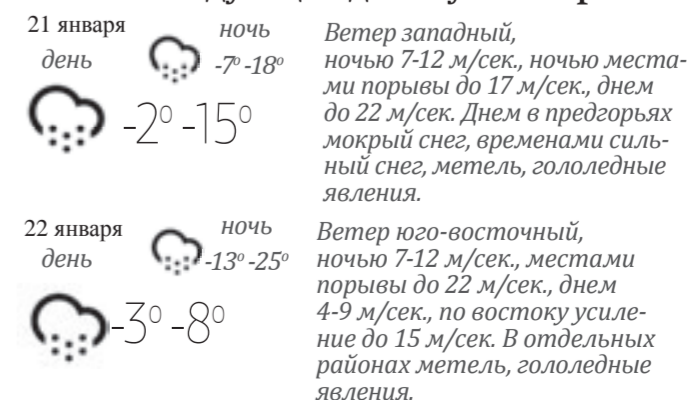 21 января
день
ночь
-7° -18°
-2° -15°
Ветер западный,
ночью 7-12 м/сек., ночью места-
ми порывы до 17 м/сек., днем
до 22 м/сек. Днем в предгорьях
мокрый снег, временами силь-
ный снег, метель, гололедные
явления.
22 января
день
ночь
-13° -25°
-3° -8°
Ветер юго-восточный,
ночью 7-12 м/сек., местами
порывы до 22 м/сек., днем
4-9 м/сек., по востоку усиле-
ние до 15 м/сек. В отдельных
районах метель, гололедные
явления.